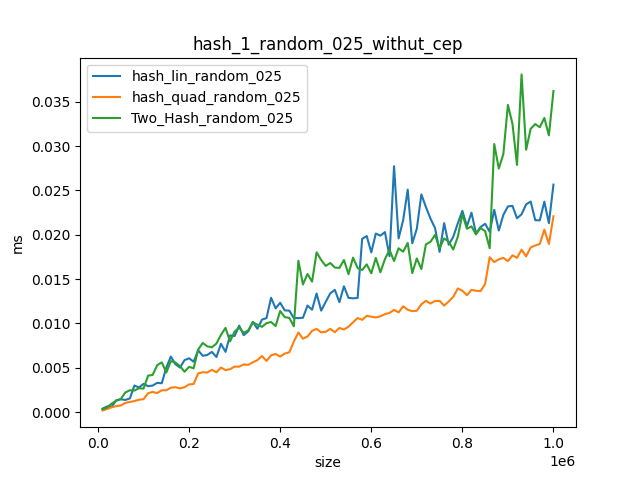 hash_1_random_025_withut_cep
hash_lin_random_025
hash_quad_random_025
Two_Hash_random_025
0.035
0.030
0.025
0.020
0.015
0.010
0.005
0.000
ms
0.0
0.2
0.4
0.6
0.8
1.0
1e6
size